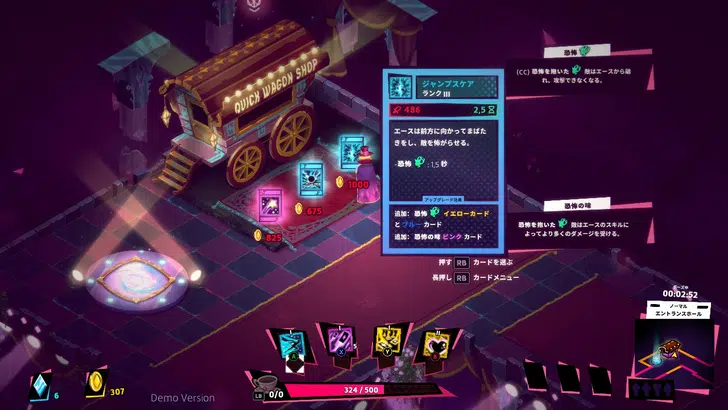 QUICK WAGON SHOP
1000
675
825
ジャンプスケア
ランク III
486
2,5
エースは前方に向かってまばた
きをし、敵を怖がらせる。
·恐怖 : 1.5 秒
アップグレード効果
追加: 恐怖 イエローカード
と ブルー カード
追加: 恐怖の味 ピンク カード
恐怖
(CC) 恐怖を抱いた 敵はエースから離
れ、攻撃できなくなる。
恐怖の味
恐怖を抱いた 敵はエースのスキルに
よってより多くのダメージを受ける。
押す RB カードを選ぶ
長押し RB カードメニュー
00:02:52
ノーマル
エントランスホール
A
X
Y
LB 0/0
324 / 500
6
307
Demo Version